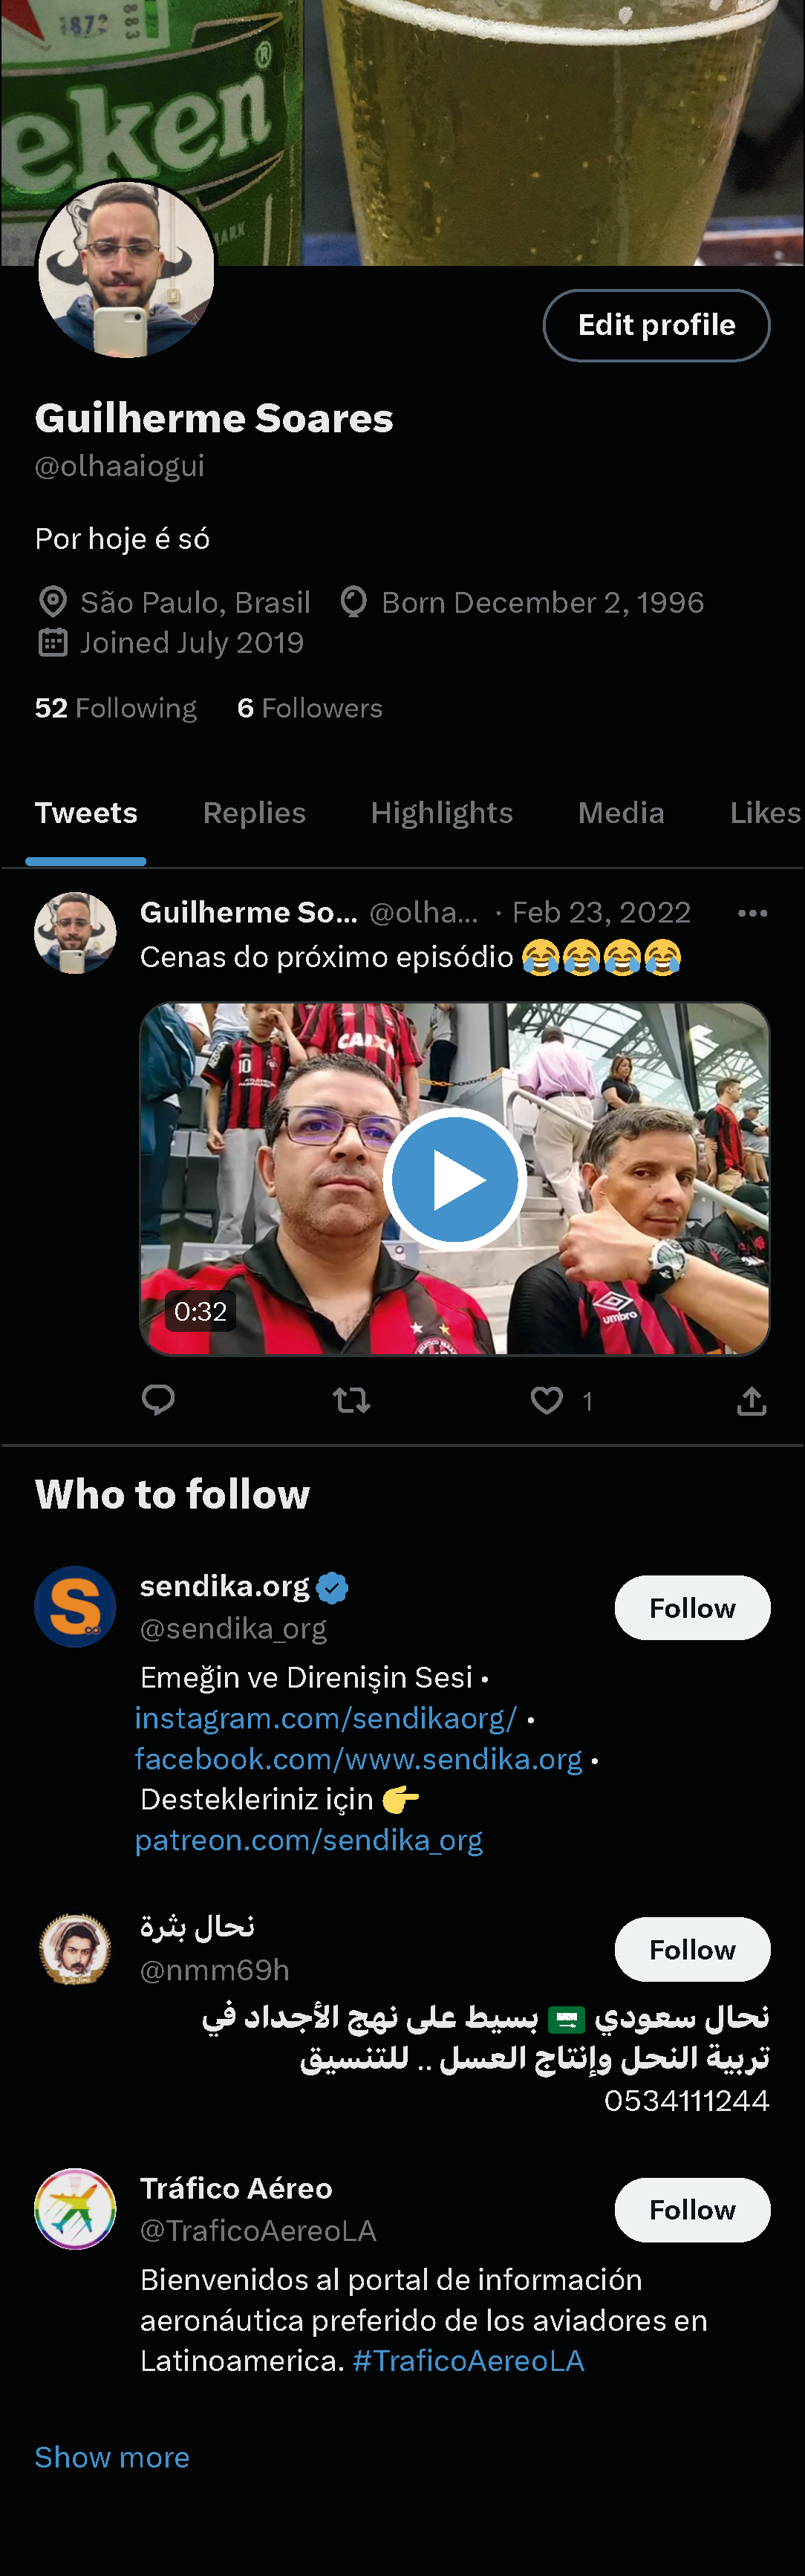 1872
eken®
ARK
Edit profile
Guilherme Soares
@olhaaiogui
Por hoje é só
São Paulo, Brasil Born December 2, 1996
Joined July 2019
52 Following 6 Followers
Tweets Replies Highlights Media Likes
Guilherme So... @olha... · Feb 23, 2022
Cenas do próximo episódio 😂😂😂😂
CAIXA
10
umbro
0:32
1
Who to follow
sendika.org
@sendika_org
Follow
Emeğin ve Direnişin Sesi •
instagram.com/sendikaorg/ •
facebook.com/www.sendika.org •
Destekleriniz için 👉
patreon.com/sendika_org
نحال بثرة
@nmm69h
Follow
نحال سعودي 🇸🇦 بسيط على نهج الأجداد في
تربية النحل وإنتاج العسل .. للتنسيق
0534111244
Tráfico Aéreo
@TraficoAereoLA
Follow
Bienvenidos al portal de información
aeronáutica preferido de los aviadores en
Latinoamerica. #TraficoAereoLA
Show more